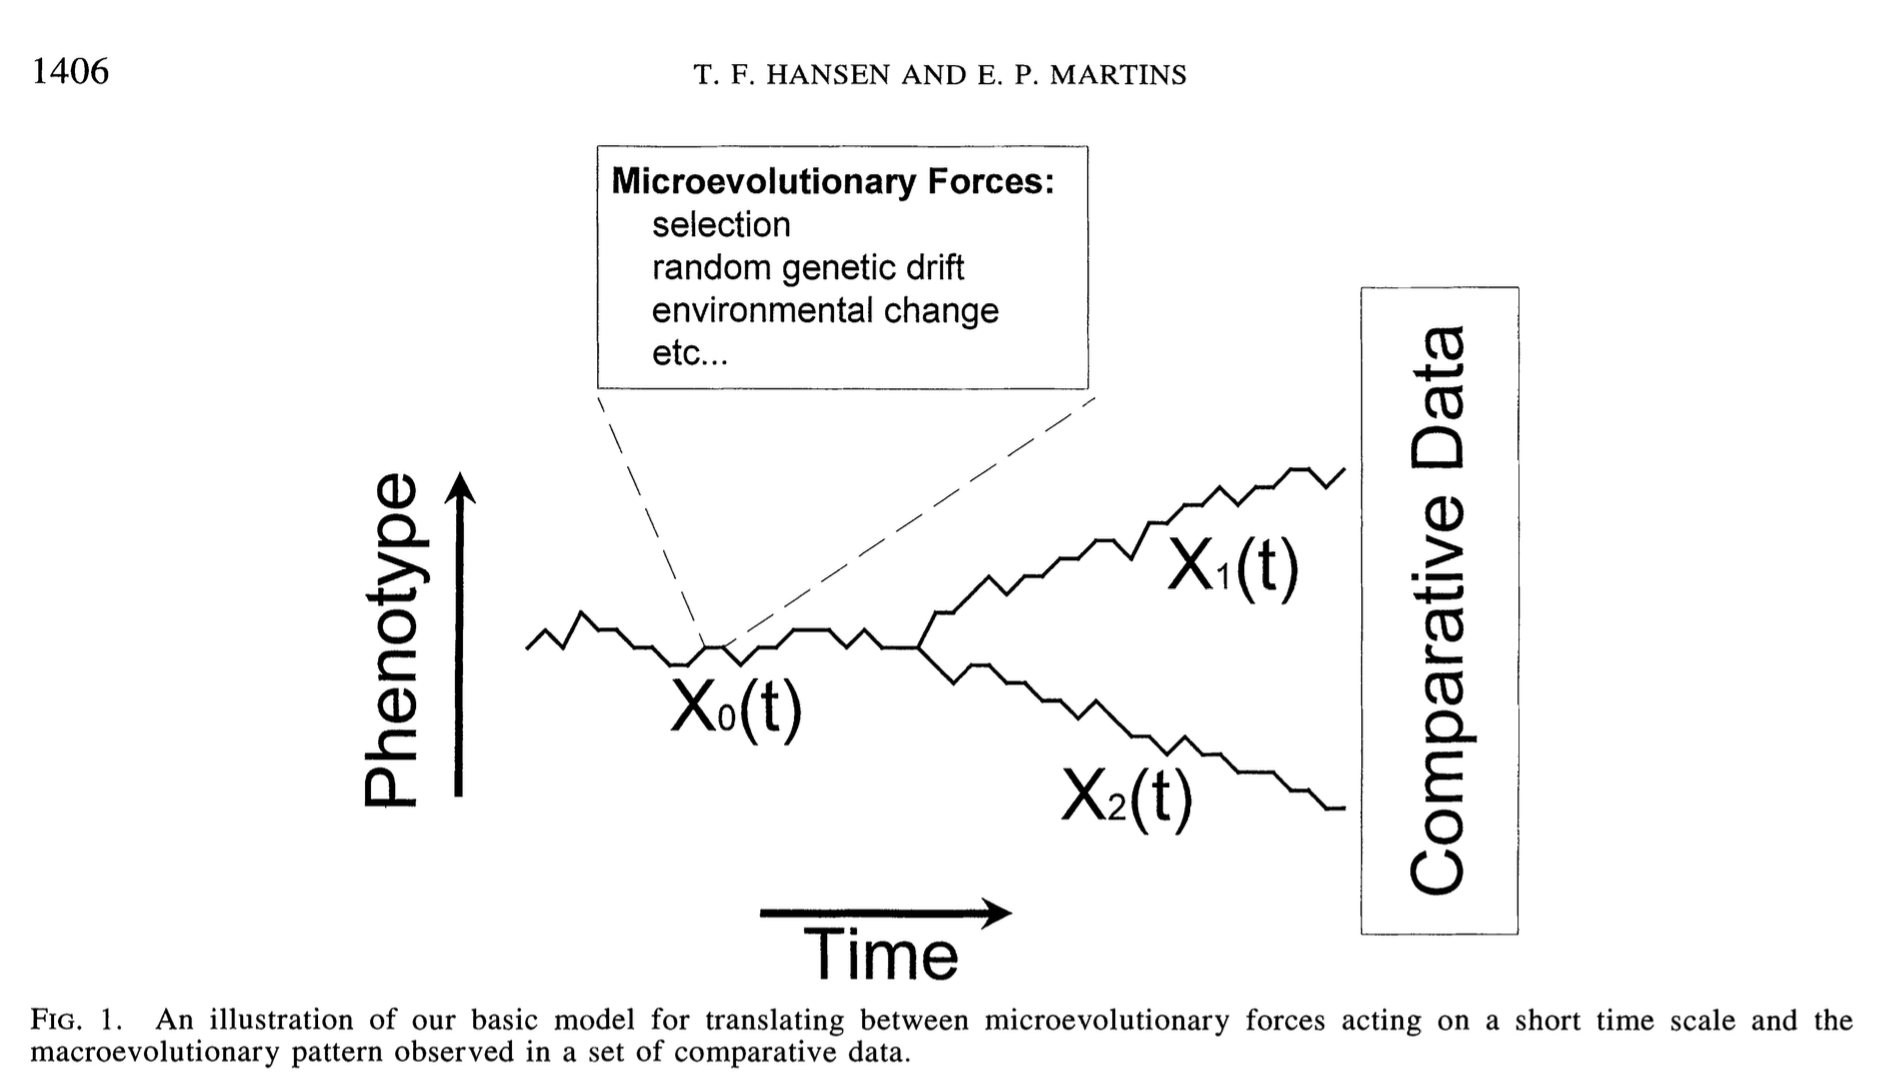 1406
T. F. HANSEN AND E. P. MARTINS
Microevolutionary Forces:
selection
random genetic drift
environmental change
etc...
Phenotype
X₀(t)
X₁(t)
X₂(t)
Comparative Data
Time
FIG. 1. An illustration of our basic model for translating between microevolutionary forces acting on a short time scale and the
macroevolutionary pattern observed in a set of comparative data.